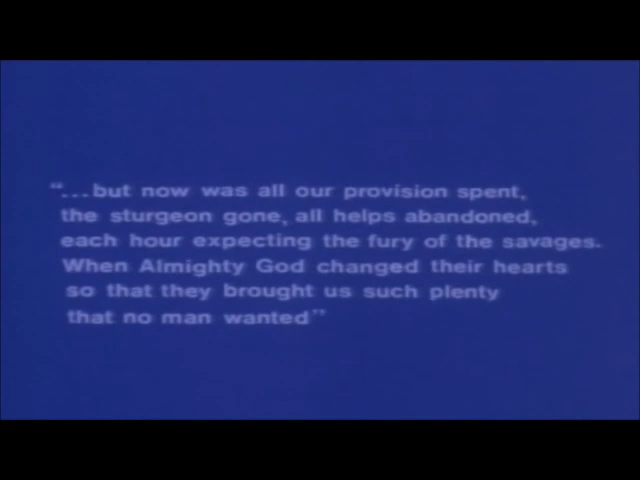 “...but now was all our provision spent,
the sturgeon gone, all helps abandoned,
each hour expecting the fury of the savages.
When Almighty God changed their hearts
so that they brought us such plenty
that no man wanted”